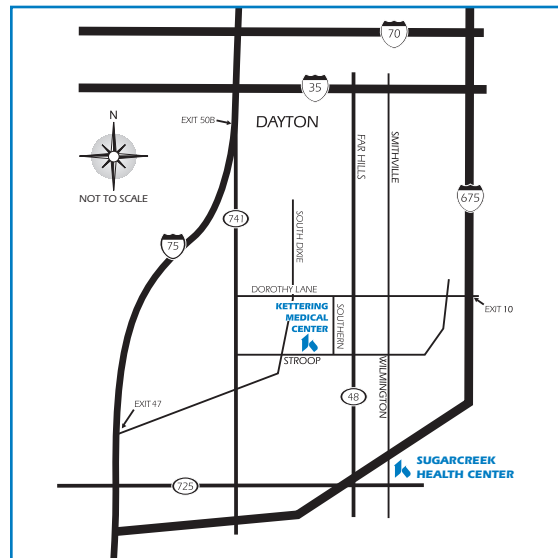 70
35
EXIT 50B
DAYTON
N
NOT TO SCALE
FAR HILLS
SMITHVILLE
675
741
SOUTH DIXIE
75
DOROTHY LANE
KETTERING
MEDICAL
CENTER
SOUTHERN
EXIT 10
STROOP
WILMINGTON
48
EXIT 47
SUGARCREEK
HEALTH CENTER
725